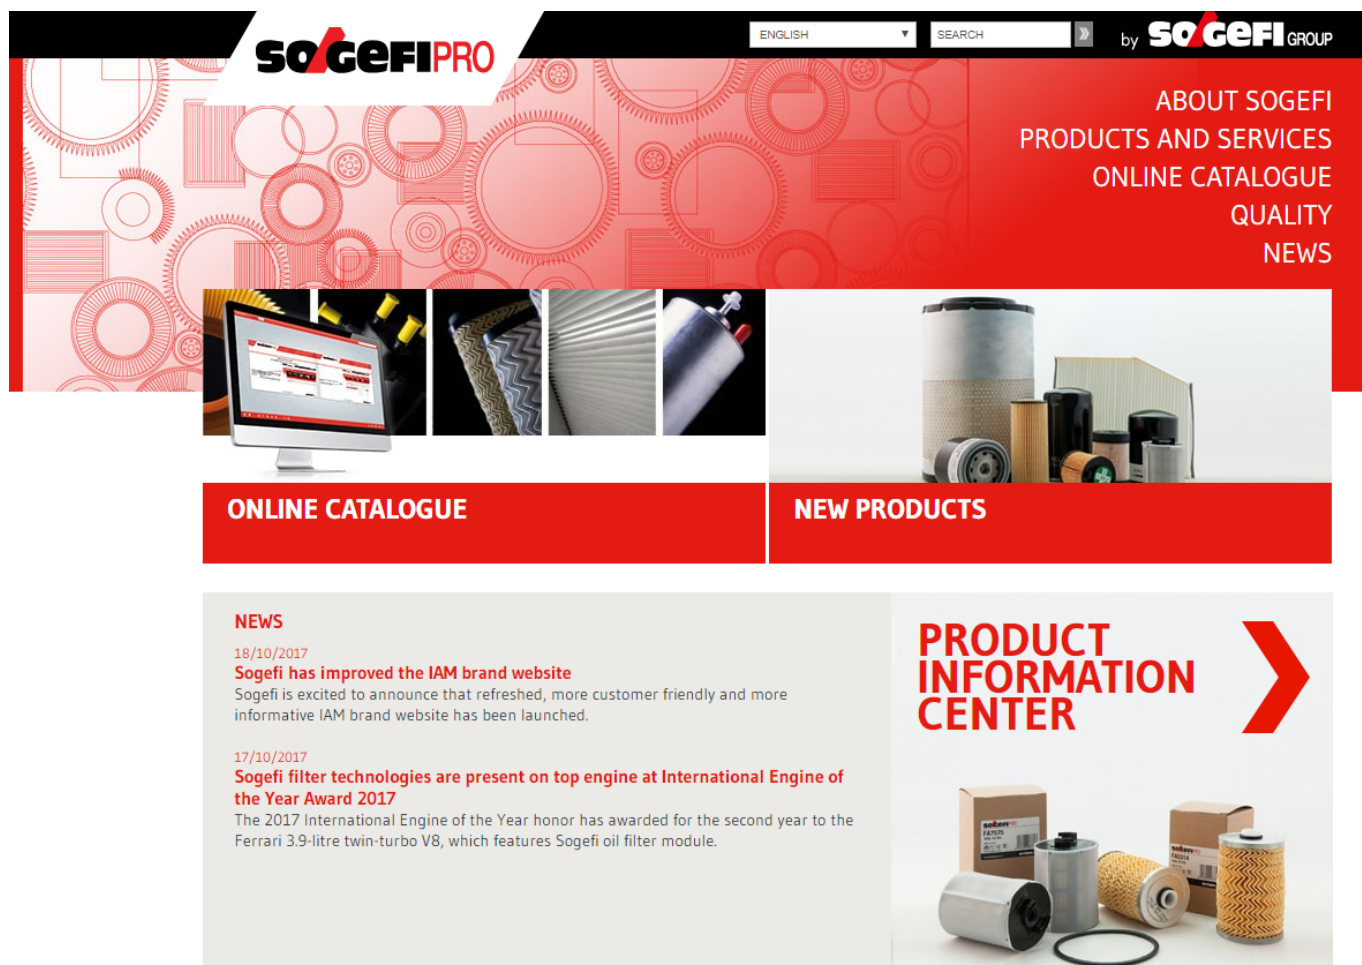 SOGEFIPRO
ENGLISH
SEARCH
by SOGEFI GROUP
ABOUT SOGEFI
PRODUCTS AND SERVICES
ONLINE CATALOGUE
QUALITY
NEWS
ONLINE CATALOGUE
NEW PRODUCTS
NEWS
18/10/2017
Sogefi has improved the IAM brand website
Sogefi is excited to announce that refreshed, more customer friendly and more
informative IAM brand website has been launched.
17/10/2017
Sogefi filter technologies are present on top engine at International Engine of
the Year Award 2017
The 2017 International Engine of the Year honor has awarded for the second year to the
Ferrari 3.9-litre twin-turbo V8, which features Sogefi oil filter module.
PRODUCT
INFORMATION
CENTER